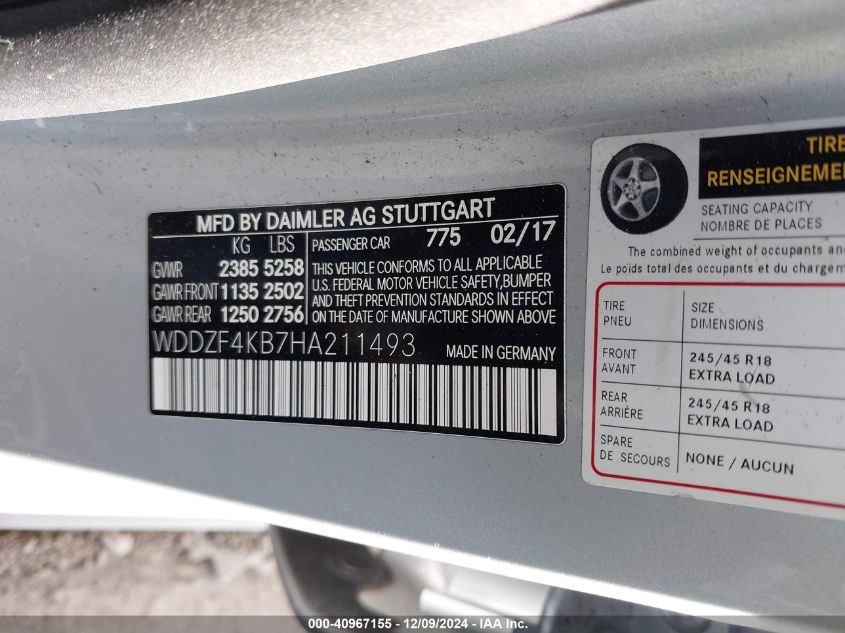 MFD BY DAIMLER AG STUTTGART
KG LBS PASSENGER CAR 775 02/17
GVWR 2385 5258
GAWR FRONT 1135 2502
GAWR REAR 1250 2756
THIS VEHICLE CONFORMS TO ALL APPLICABLE
U.S. FEDERAL MOTOR VEHICLE SAFETY,BUMPER
AND THEFT PREVENTION STANDARDS IN EFFECT
ON THE DATE OF MANUFACTURE SHOWN ABOVE.
WDDZF4KB7HA211493 MADE IN GERMANY
TIRE
RENSEIGNEME
SEATING CAPACITY
NOMBRE DE PLACES
The combined weight of occupants an
Le poids total des occupants et du chargem
TIRE
PNEU
SIZE
DIMENSIONS
FRONT
AVANT
245/45 R18
EXTRA LOAD
REAR
ARRIÈRE
245/45 R18
EXTRA LOAD
SPARE
DE SECOURS
NONE / AUCUN
000-40967155 - 12/09/2024 - IAA Inc.